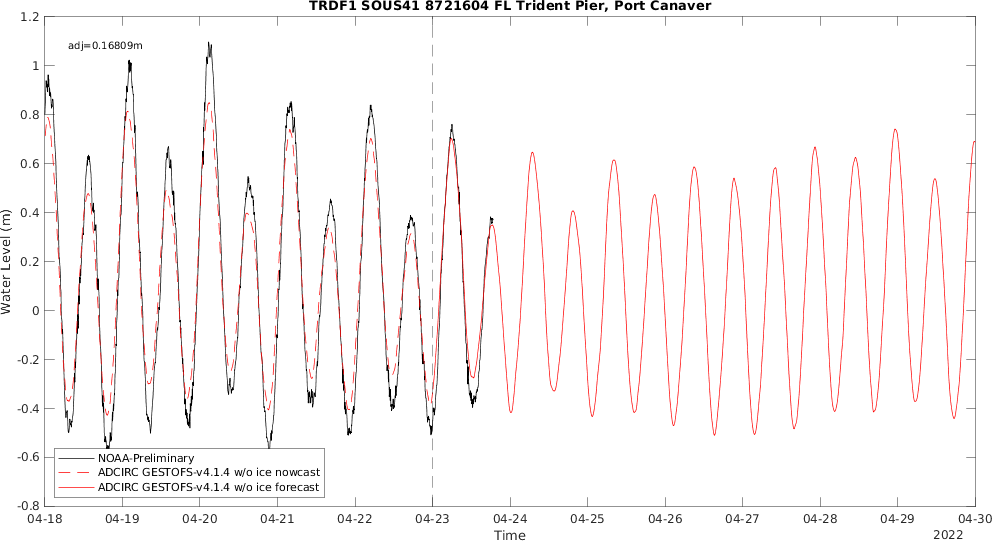 TRDF1 SOUS41 8721604 FL Trident Pier, Port Canaver
adj=0.16809m
1.2
1
0.8
0.6
0.4
0.2
0
-0.2
-0.4
-0.6
-0.8
Water Level (m)
NOAA-Preliminary
ADCIRC GESTOFS-v4.1.4 w/o ice nowcast
ADCIRC GESTOFS-v4.1.4 w/o ice forecast
04-18 04-19 04-20 04-21 04-22 04-23 04-24 04-25 04-26 04-27 04-28 04-29 04-30
Time
2022